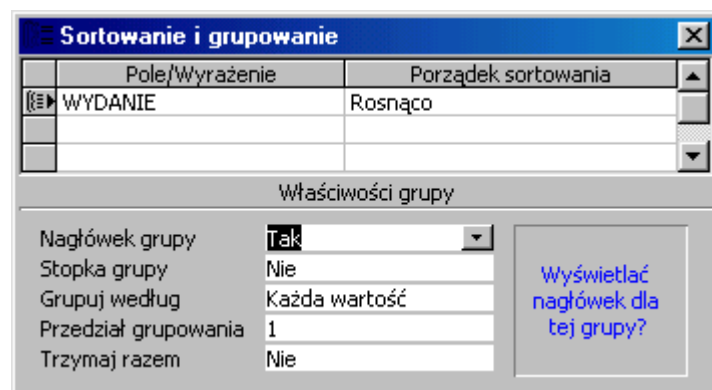 Sortowanie i grupowanie
Pole/Wyrażenie Porządek sortowania
WYDANIE Rosnąco
Właściwości grupy
Nagłówek grupy Tak
Stopka grupy Nie
Grupuj według Każda wartość
Przedział grupowania 1
Trzymaj razem Nie
Wyświetlać
nagłówek dla
tej grupy?